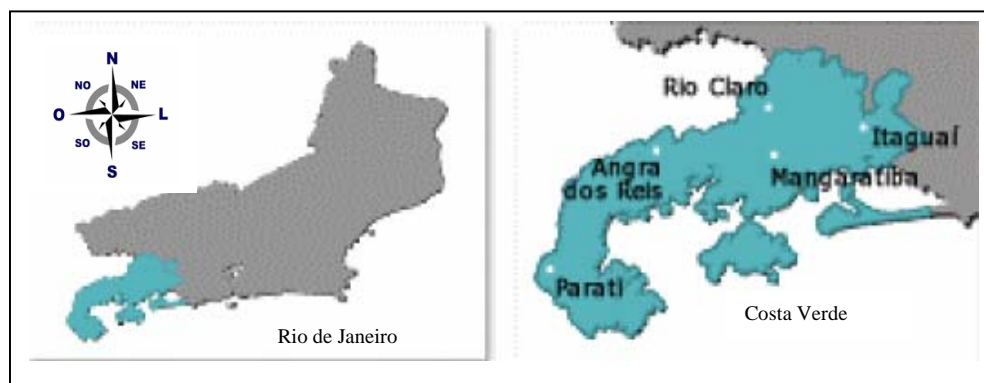 N
NO
NE
O
L
SO
SE
S
Rio de Janeiro
Rio Claro
Itaguaí
Angra
dos Reis
Mangaratiba
Parati
Costa Verde